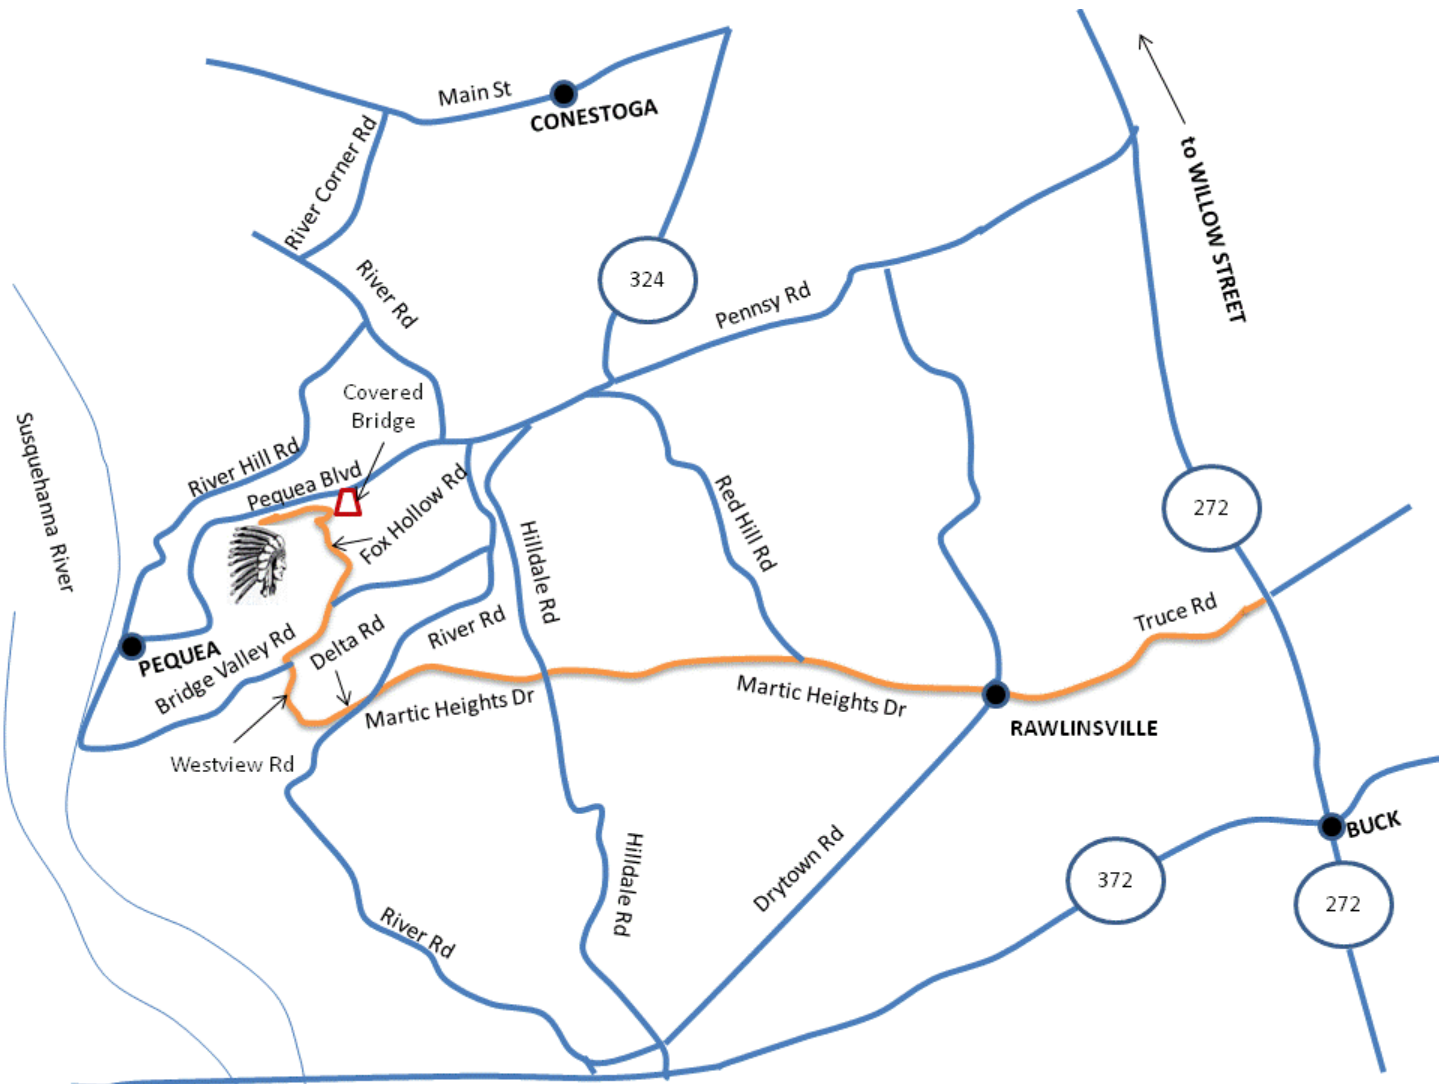 Main St
CONESTOGA
River Corner Rd
to WILLOW STREET
River Rd
324
Pennsy Rd
Covered
Bridge
Susquehanna River
River Hill Rd
Pequea Blvd
Fox Hollow Rd
Red Hill Rd
272
Hilldale Rd
Truce Rd
PEQUEA
Bridge Valley Rd
Delta Rd
River Rd
Martic Heights Dr
Martic Heights Dr
RAWLINSVILLE
Westview Rd
BUCK
Drytown Rd
372
Hilldale Rd
272
River Rd